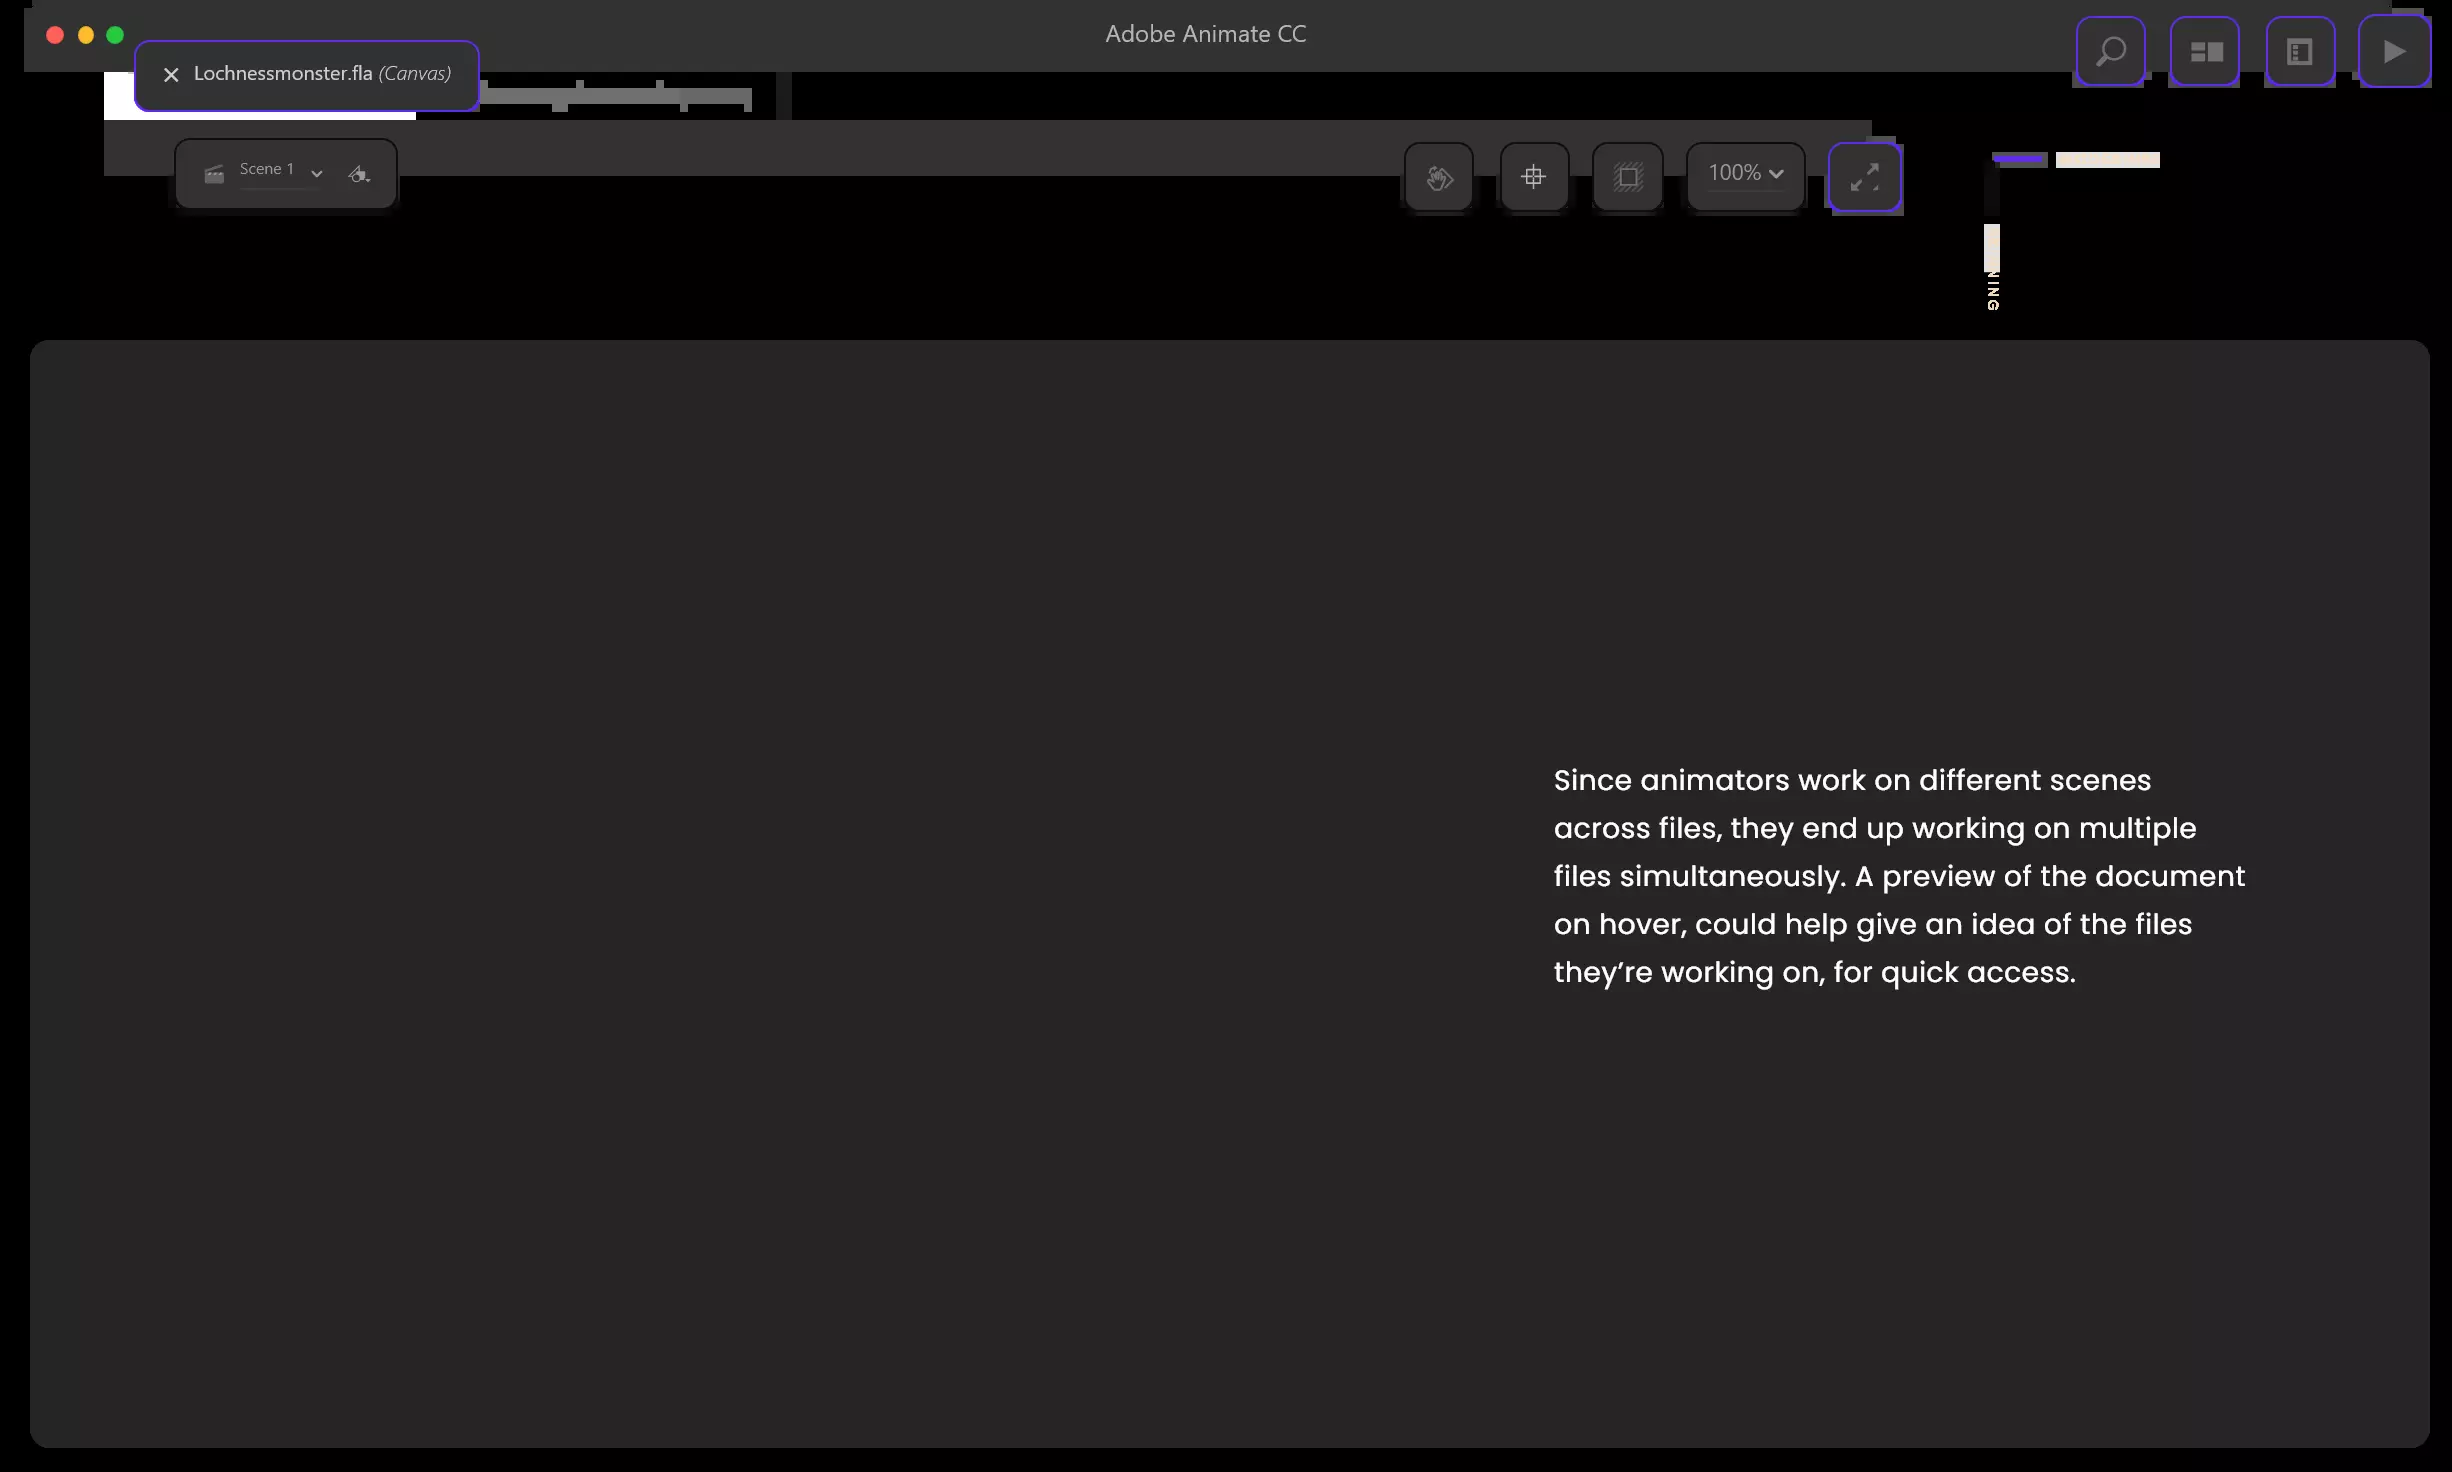 Adobe Animate CC
Lochnessmonster.fla (Canvas)
Scene 1
100%
NING
Since animators work on different scenes
across files, they end up working on multiple
files simultaneously. A preview of the document
on hover, could help give an idea of the files
they’re working on, for quick access.